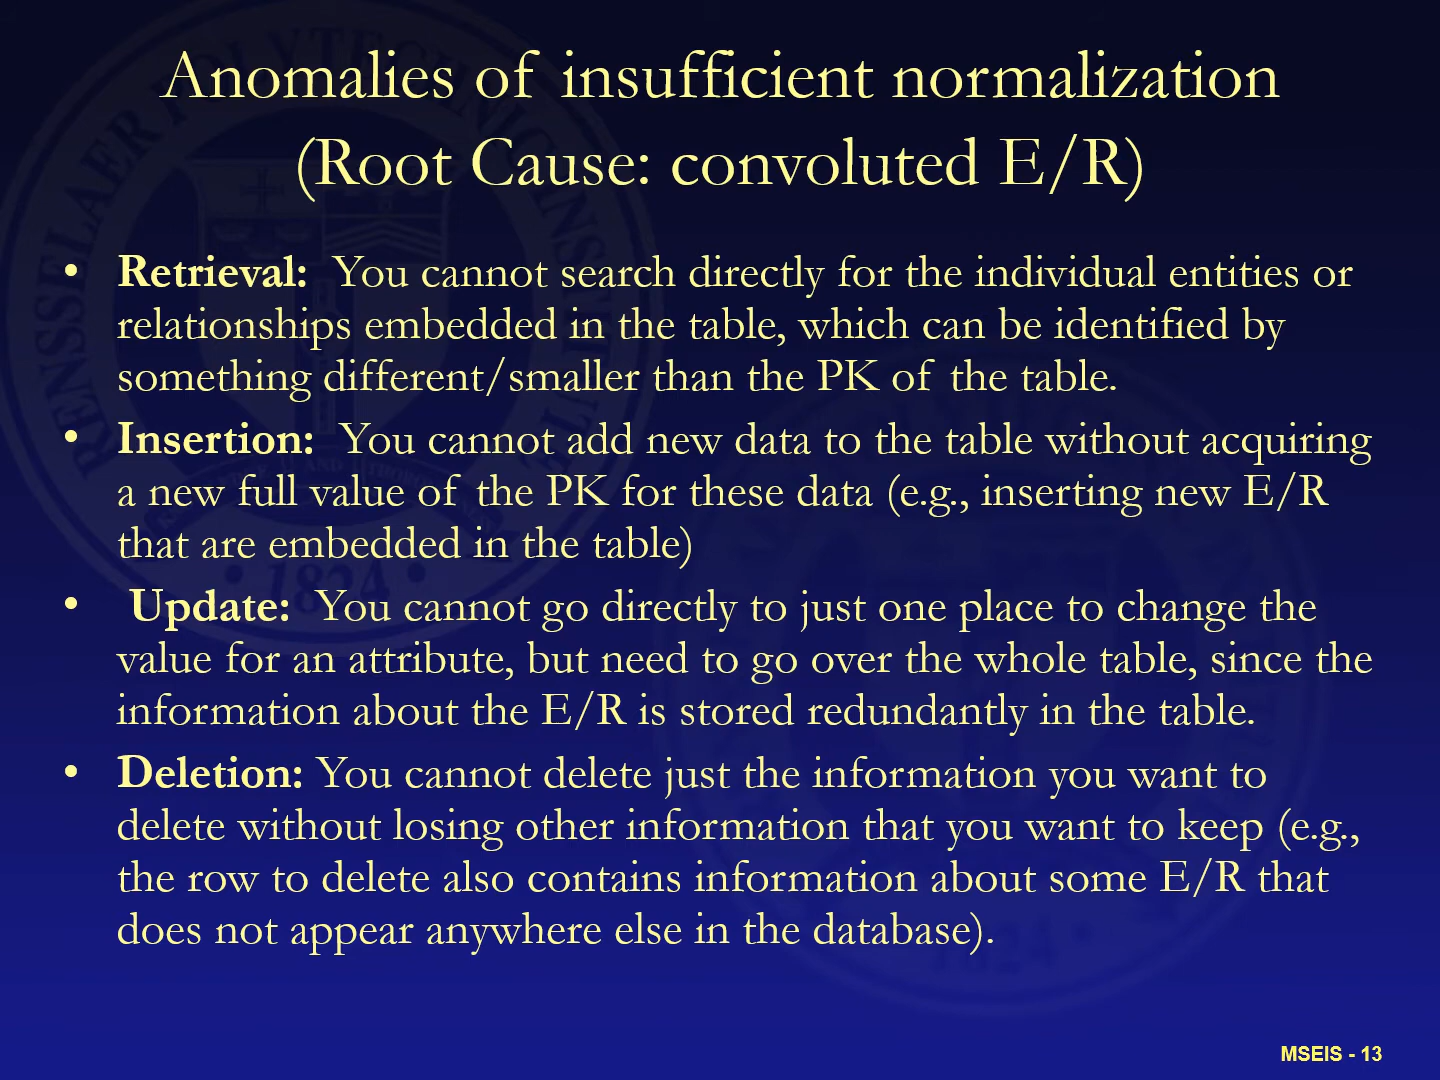 Anomalies of insufficient normalization
(Root Cause: convoluted E/R)
• Retrieval: You cannot search directly for the individual entities or
relationships embedded in the table, which can be identified by
something different/smaller than the PK of the table.
• Insertion: You cannot add new data to the table without acquiring
a new full value of the PK for these data (e.g., inserting new E/R
that are embedded in the table)
• Update: You cannot go directly to just one place to change the
value for an attribute, but need to go over the whole table, since the
information about the E/R is stored redundantly in the table.
• Deletion: You cannot delete just the information you want to
delete without losing other information that you want to keep (e.g.,
the row to delete also contains information about some E/R that
does not appear anywhere else in the database).
RENSSELAER POLYTECHNIC INSTITUTE
• 1824 •
1824
MSEIS - 13